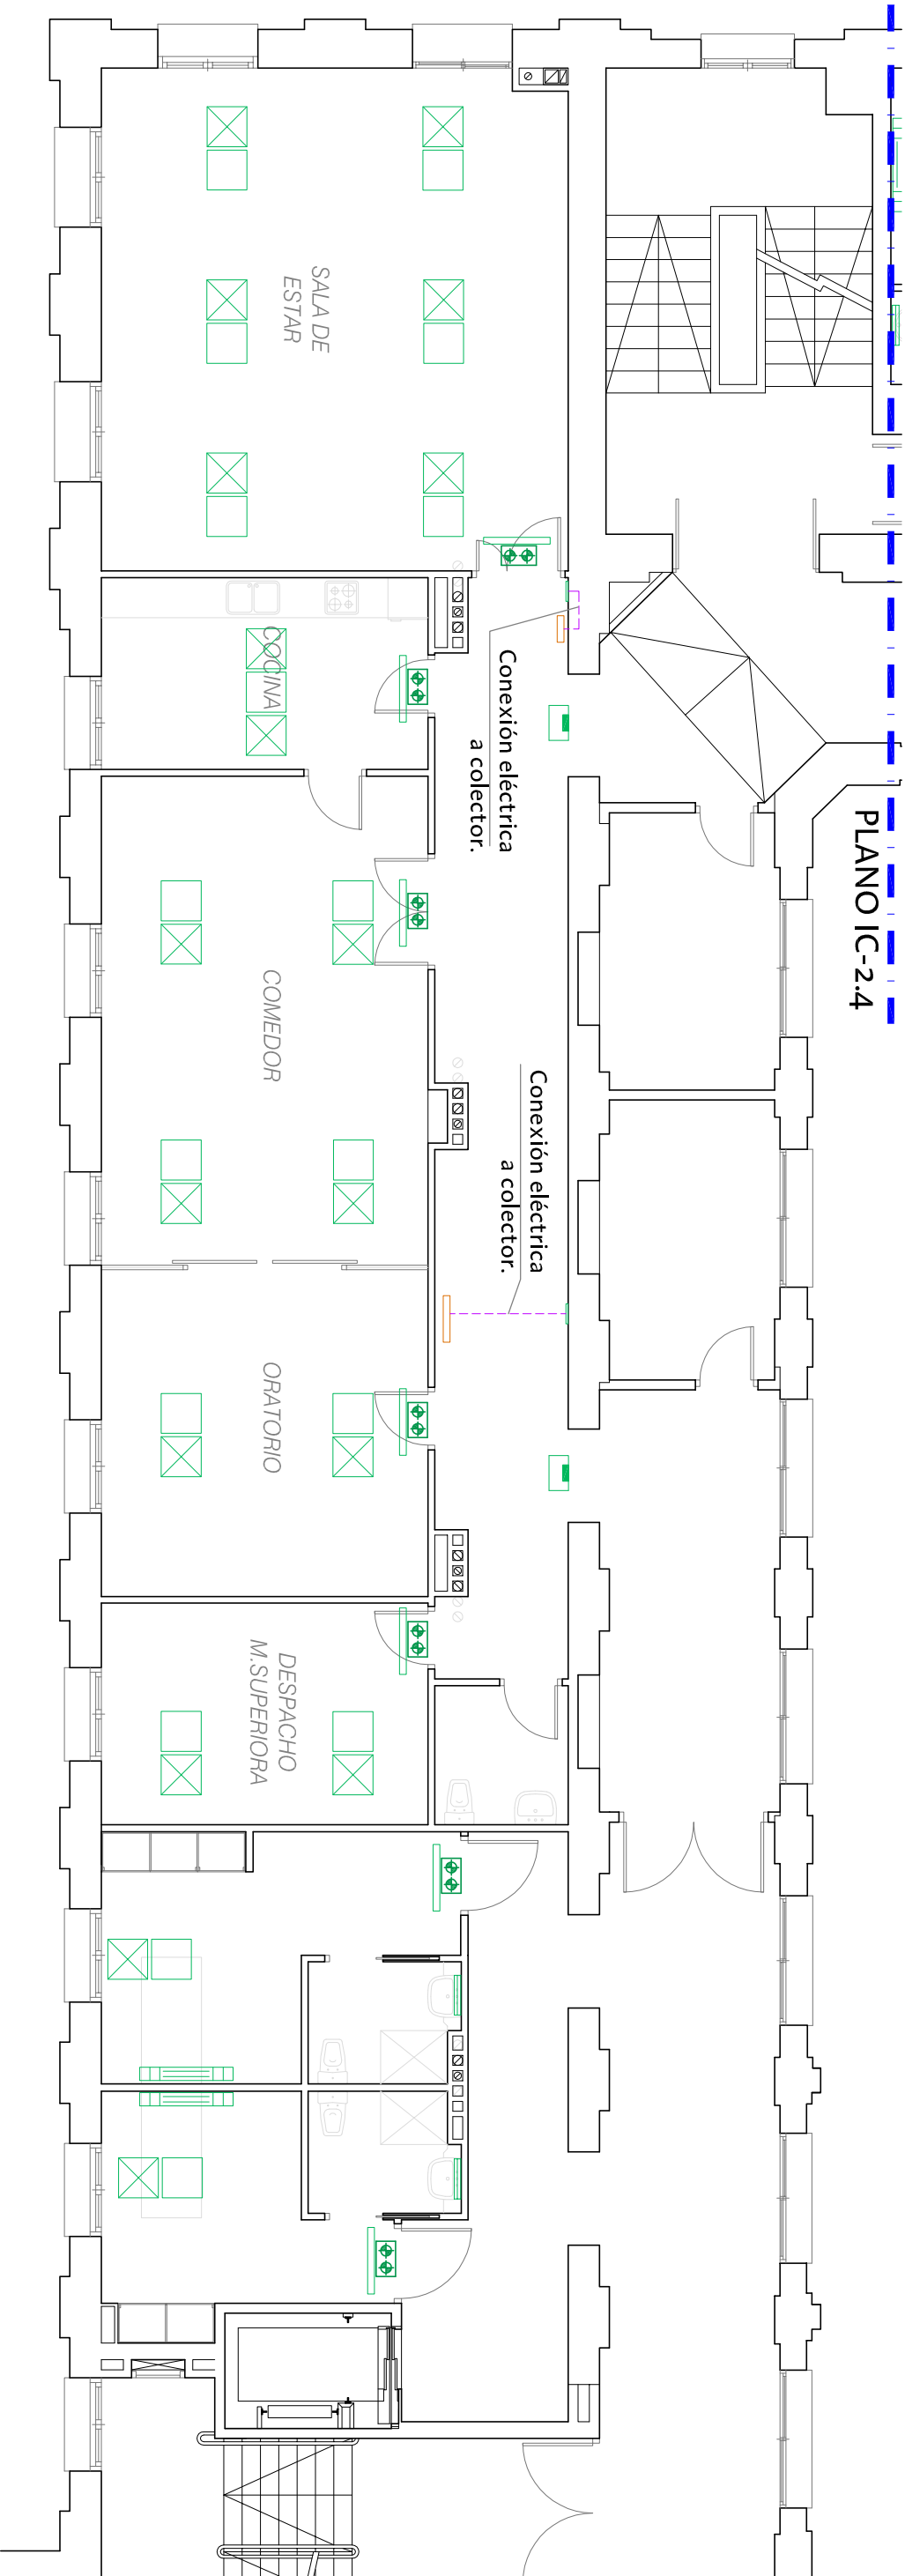 SALA DE
ESTAR
COCINA
Conexión eléctrica
a colector.
PLANO IC-2.4
COMEDOR
Conexión eléctrica
a colector.
ORATORIO
DESPACHO
M.SUPERIORA